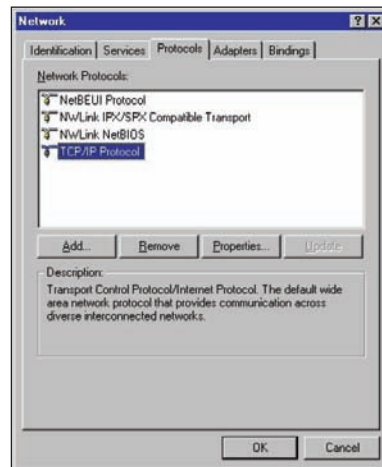 Network
Identification Services Protocols Adapters Bindings
Network Protocols:
NetBEUI Protocol
NWLink IPX/SPX Compatible Transport
NWLink NetBIOS
TCP/IP Protocol
Add... Remove Properties... Update
Description:
Transport Control Protocol/Internet Protocol. The default wide
area network protocol that provides communication across
diverse interconnected networks.
OK Cancel